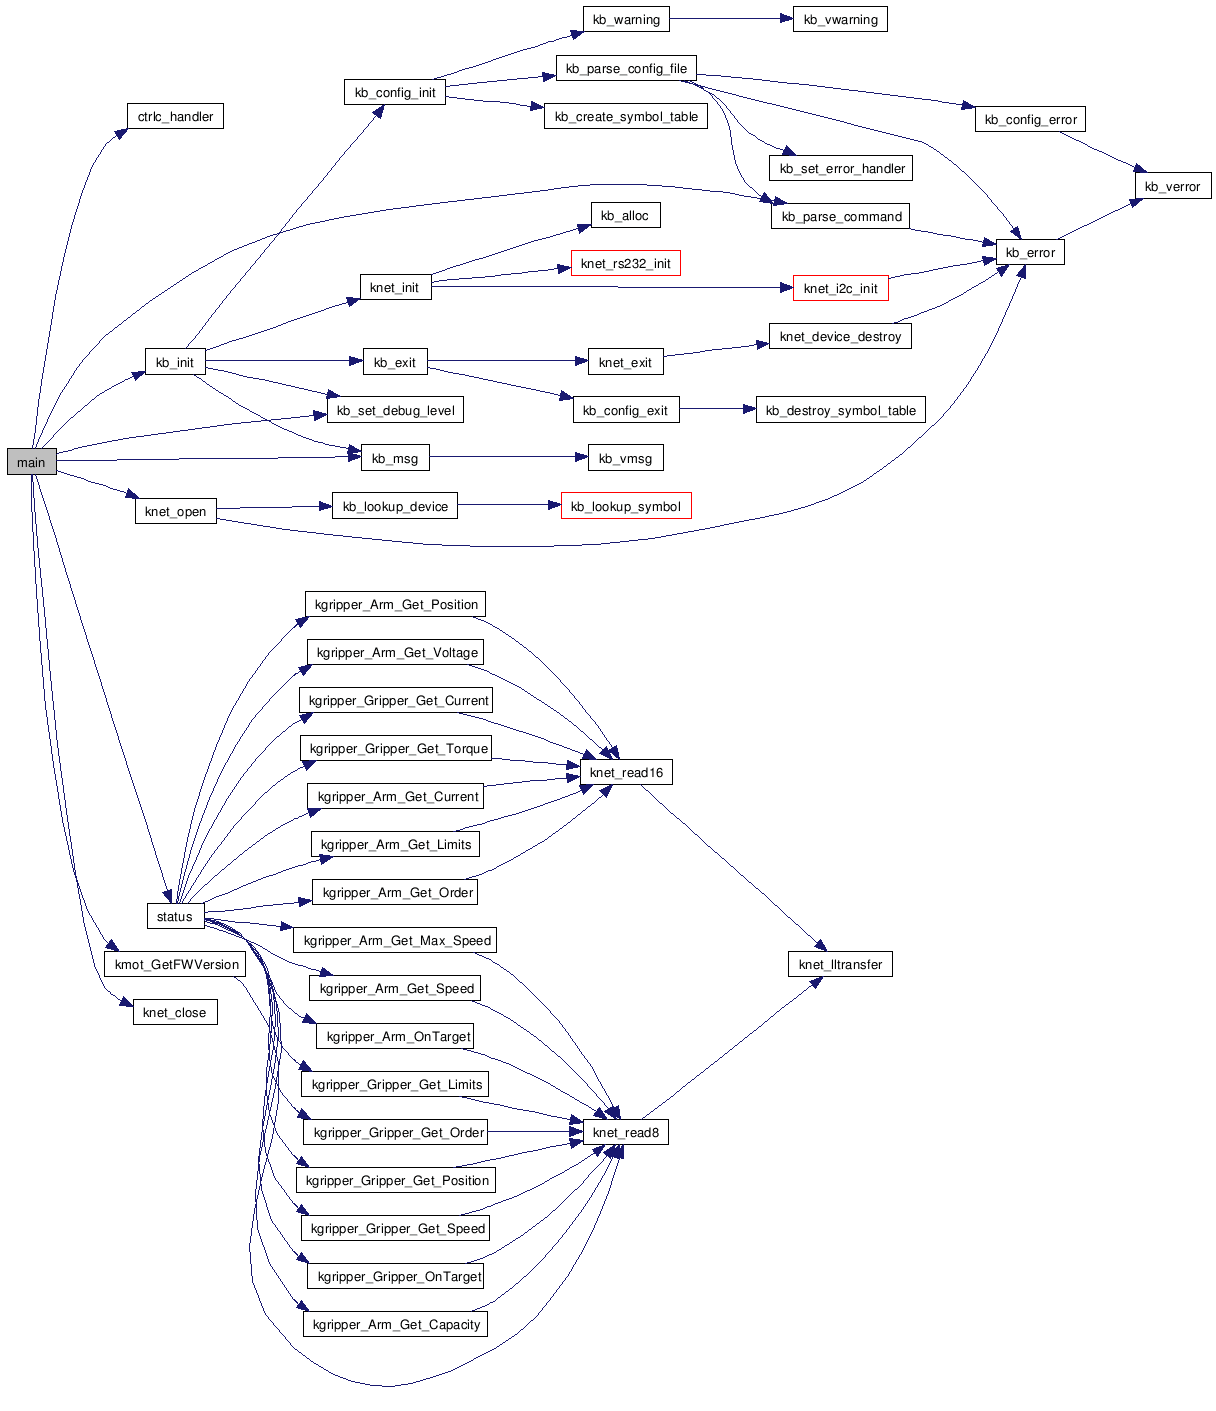 kb_warning
kb_vwarning
kb_parse_config_file
kb_config_init
kb_create_symbol_table
ctrlc_handler
kb_config_error
kb_set_error_handler
kb_verror
kb_alloc
kb_parse_command
kb_error
knet_rs232_init
knet_init
knet_i2c_init
knet_device_destroy
kb_init
kb_exit
knet_exit
kb_set_debug_level
kb_config_exit
kb_destroy_symbol_table
main
kb_msg
kb_vmsg
knet_open
kb_lookup_device
kb_lookup_symbol
kgripper_Arm_Get_Position
kgripper_Arm_Get_Voltage
kgripper_Gripper_Get_Current
kgripper_Gripper_Get_Torque
knet_read16
kgripper_Arm_Get_Current
kgripper_Arm_Get_Limits
kgripper_Arm_Get_Order
status
kgripper_Arm_Get_Max_Speed
kmot_GetFWVersion
knet_lltransfer
kgripper_Arm_Get_Speed
knet_close
kgripper_Arm_OnTarget
kgripper_Gripper_Get_Limits
kgripper_Gripper_Get_Order
knet_read8
kgripper_Gripper_Get_Position
kgripper_Gripper_Get_Speed
kgripper_Gripper_OnTarget
kgripper_Arm_Get_Capacity